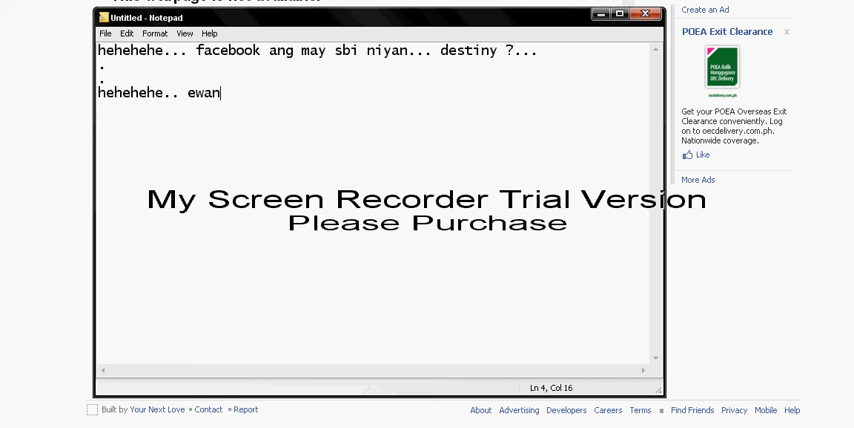 Untitled - Notepad
File Edit Format View Help
hehehehe... facebook ang may sbi niyan... destiny ?...
.
.
hehehehe.. ewan
My Screen Recorder Trial Version
Please Purchase
Ln 4, Col 16
Create an Ad
POEA Exit Clearance x
oecdelivery.com.ph
Get your POEA Overseas Exit
Clearance conveniently. Log
on to oecdelivery.com.ph.
Nationwide coverage.
Like
More Ads
Built by Your Next Love Contact Report
About Advertising Developers Careers Terms Find Friends Privacy Mobile Help